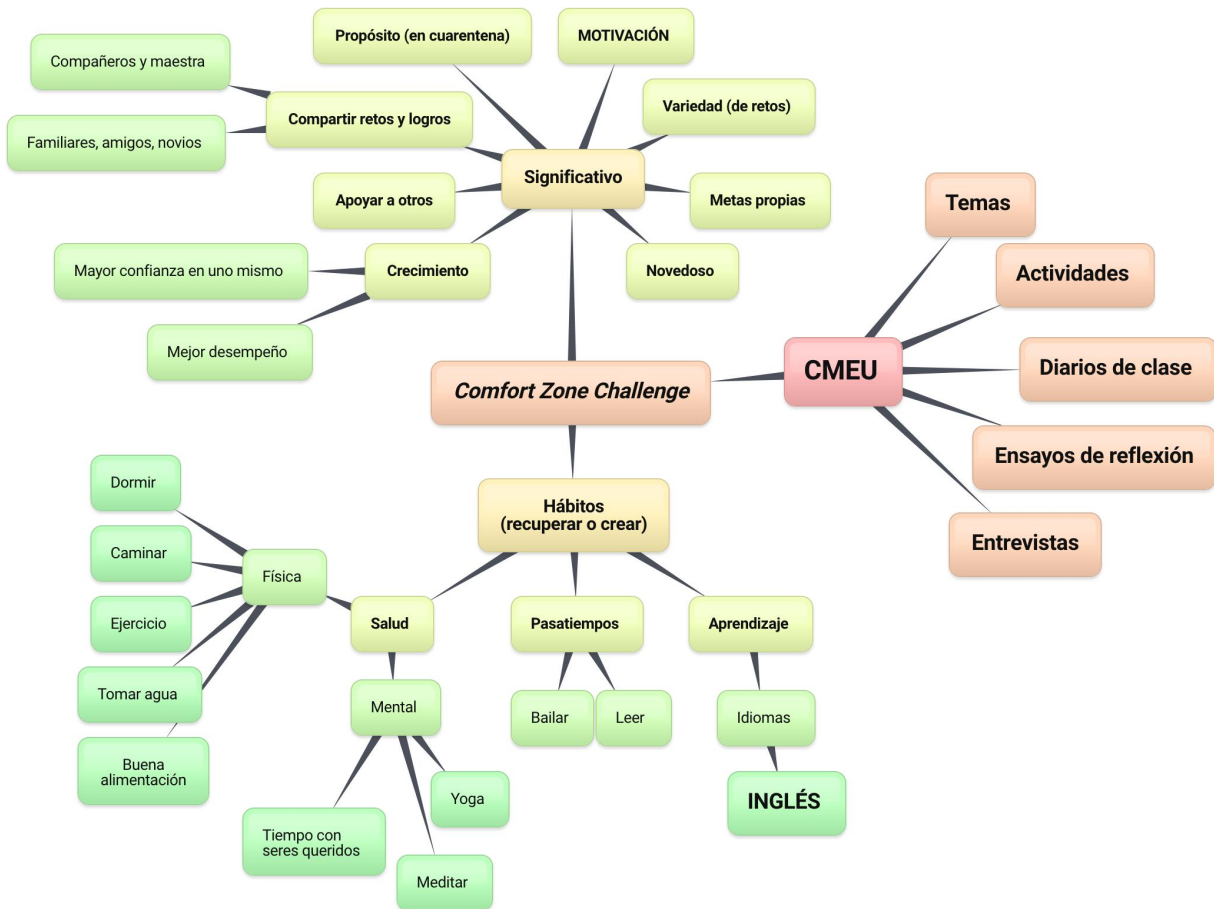 Propósito (en cuarentena)
MOTIVACIÓN
Compañeros y maestra
Variedad (de retos)
Compartir retos y logros
Familiares, amigos, novios
Significativo
Apoyar a otros
Metas propias
Mayor confianza en uno mismo
Crecimiento
Novedoso
Mejor desempeño
Temas
Actividades
CMEU
Diarios de clase
Comfort Zone Challenge
Ensayos de reflexión
Entrevistas
Hábitos
(recuperar o crear)
Dormir
Caminar
Física
Ejercicio
Salud
Pasatiempos
Aprendizaje
Tomar agua
Mental
Bailar
Leer
Idiomas
Buena
alimentación
Yoga
INGLÉS
Tiempo con
seres queridos
Meditar